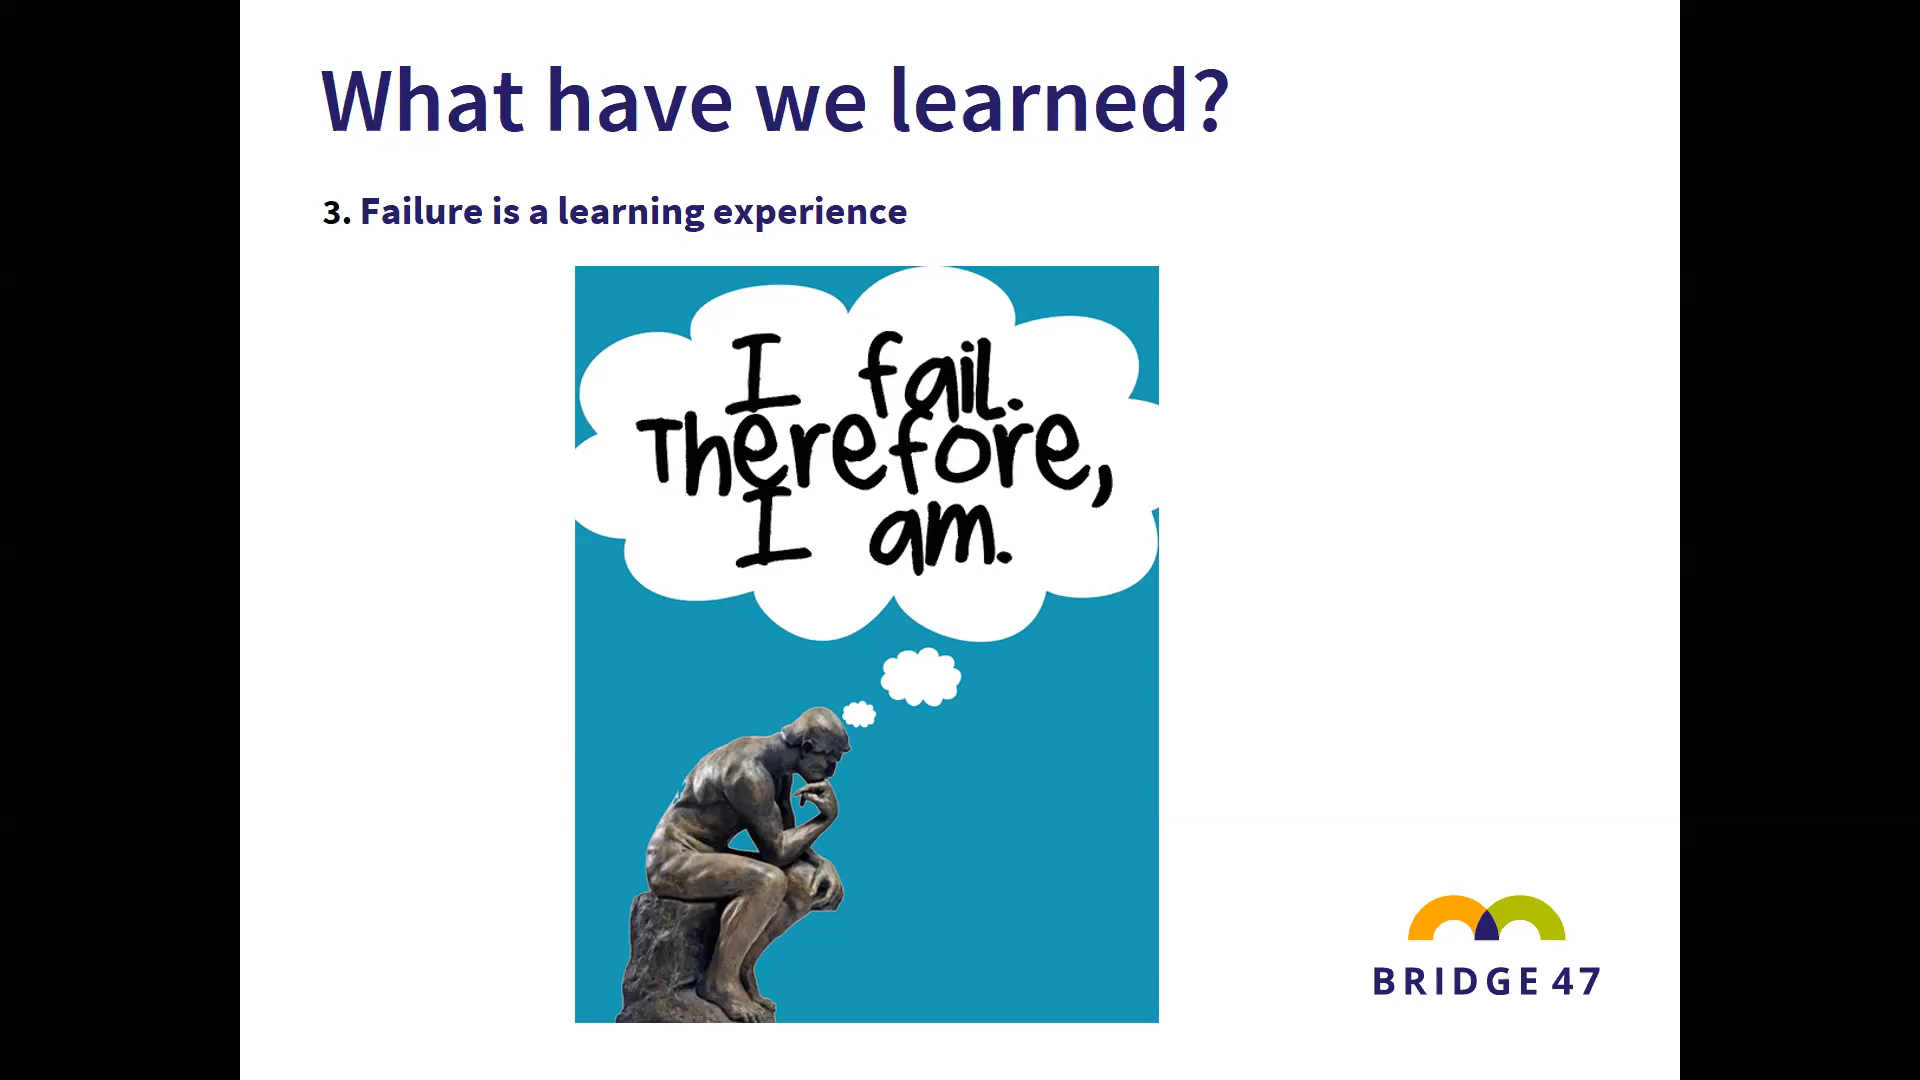 What have we learned?
3. Failure is a learning experience
I fail.
Therefore,
I am.
BRIDGE 47